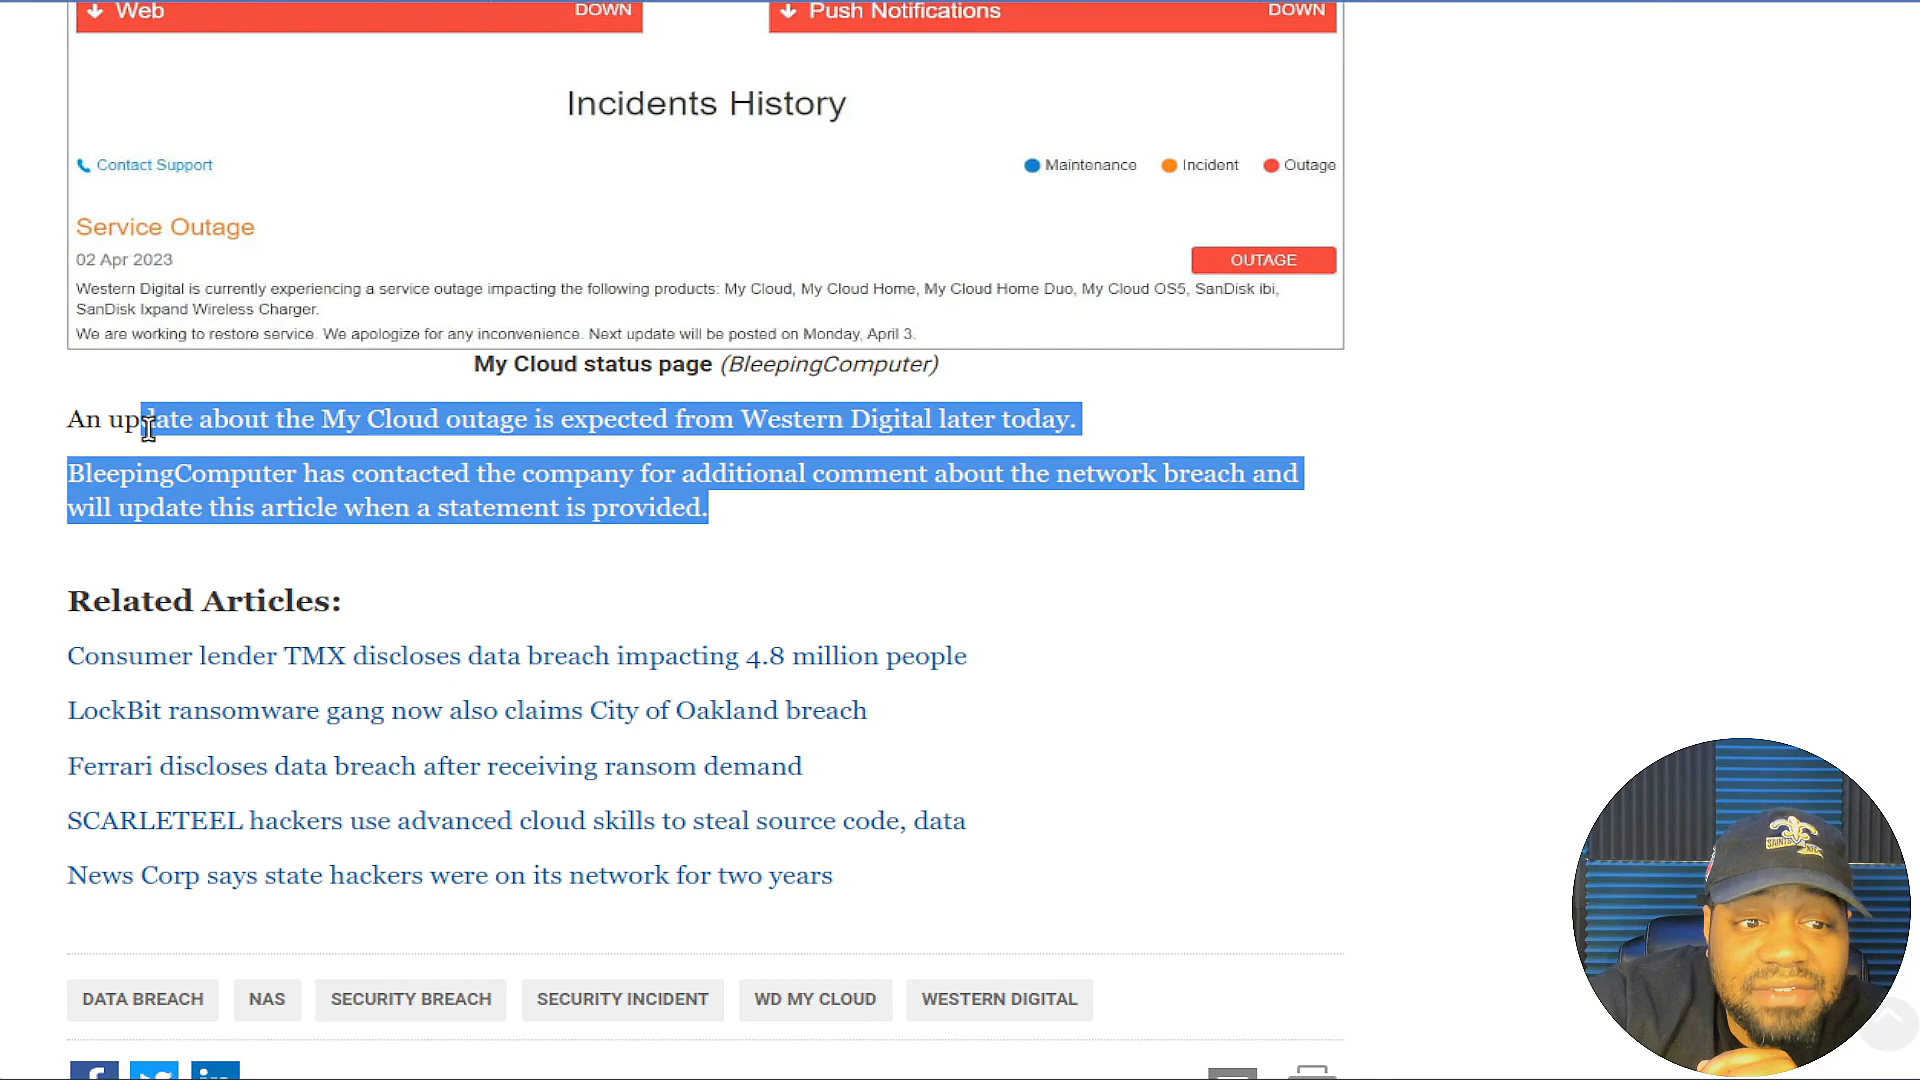 Web DOWN
Push Notifications DOWN
Incidents History
Contact Support
Maintenance Incident Outage
Service Outage
02 Apr 2023
OUTAGE
Western Digital is currently experiencing a service outage impacting the following products: My Cloud, My Cloud Home, My Cloud Home Duo, My Cloud OS5, SanDisk ibi,
SanDisk Ixpand Wireless Charger.
We are working to restore service. We apologize for any inconvenience. Next update will be posted on Monday, April 3.
My Cloud status page (BleepingComputer)
An update about the My Cloud outage is expected from Western Digital later today.
BleepingComputer has contacted the company for additional comment about the network breach and
will update this article when a statement is provided.
Related Articles:
Consumer lender TMX discloses data breach impacting 4.8 million people
LockBit ransomware gang now also claims City of Oakland breach
Ferrari discloses data breach after receiving ransom demand
SCARLETEEL hackers use advanced cloud skills to steal source code, data
News Corp says state hackers were on its network for two years
DATA BREACH
NAS
SECURITY BREACH
SECURITY INCIDENT
WD MY CLOUD
WESTERN DIGITAL
SAINTS